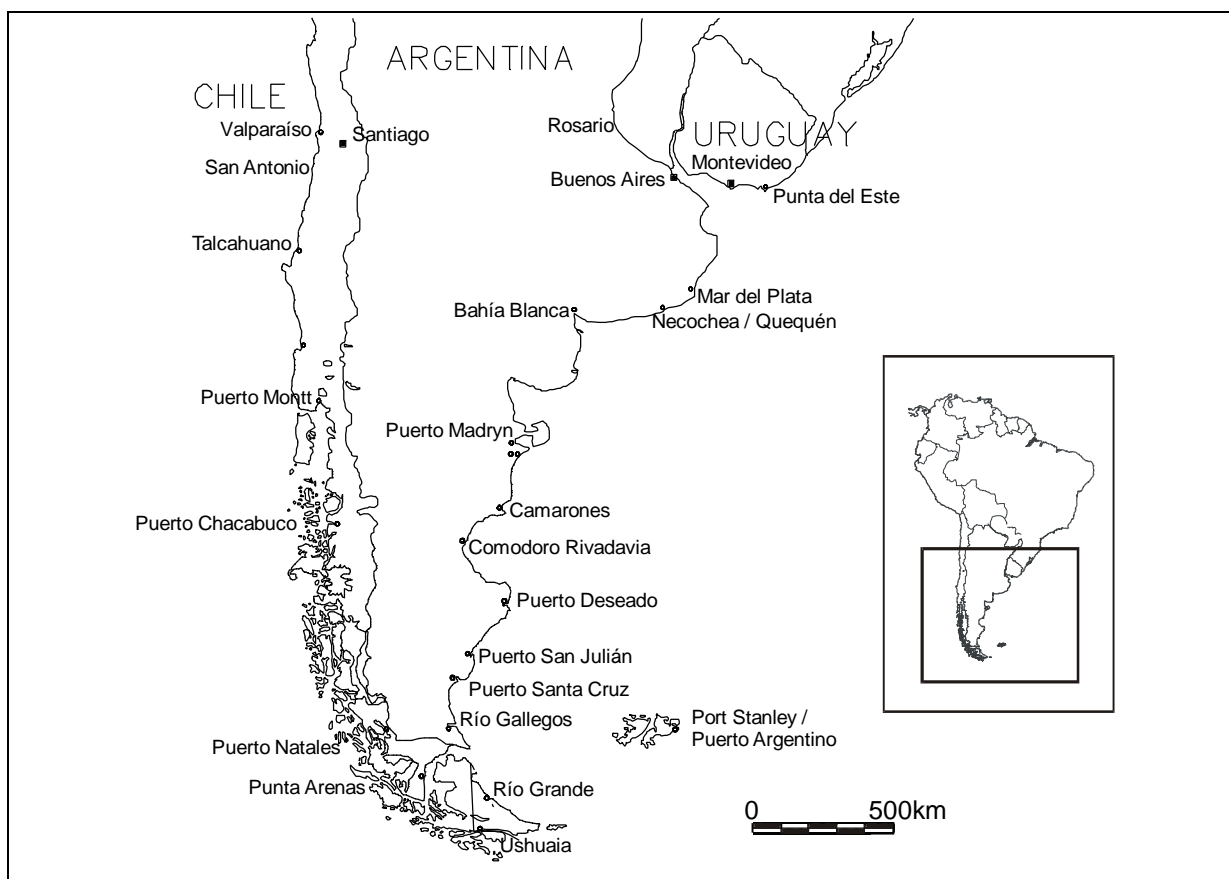 ARGENTINA
CHILE
Valparaíso
Santiago
Rosario
URUGUAY
San Antonio
Montevideo
Buenos Aires
Punta del Este
Talcahuano
Mar del Plata
Bahía Blanca
Necochea / Quequén
Puerto Montt
Puerto Madryn
Camarones
Puerto Chacabuco
Comodoro Rivadavia
Puerto Deseado
Puerto San Julián
Puerto Santa Cruz
Río Gallegos
Port Stanley /
Puerto Argentino
Puerto Natales
Punta Arenas
Río Grande
0 500km
Ushuaia